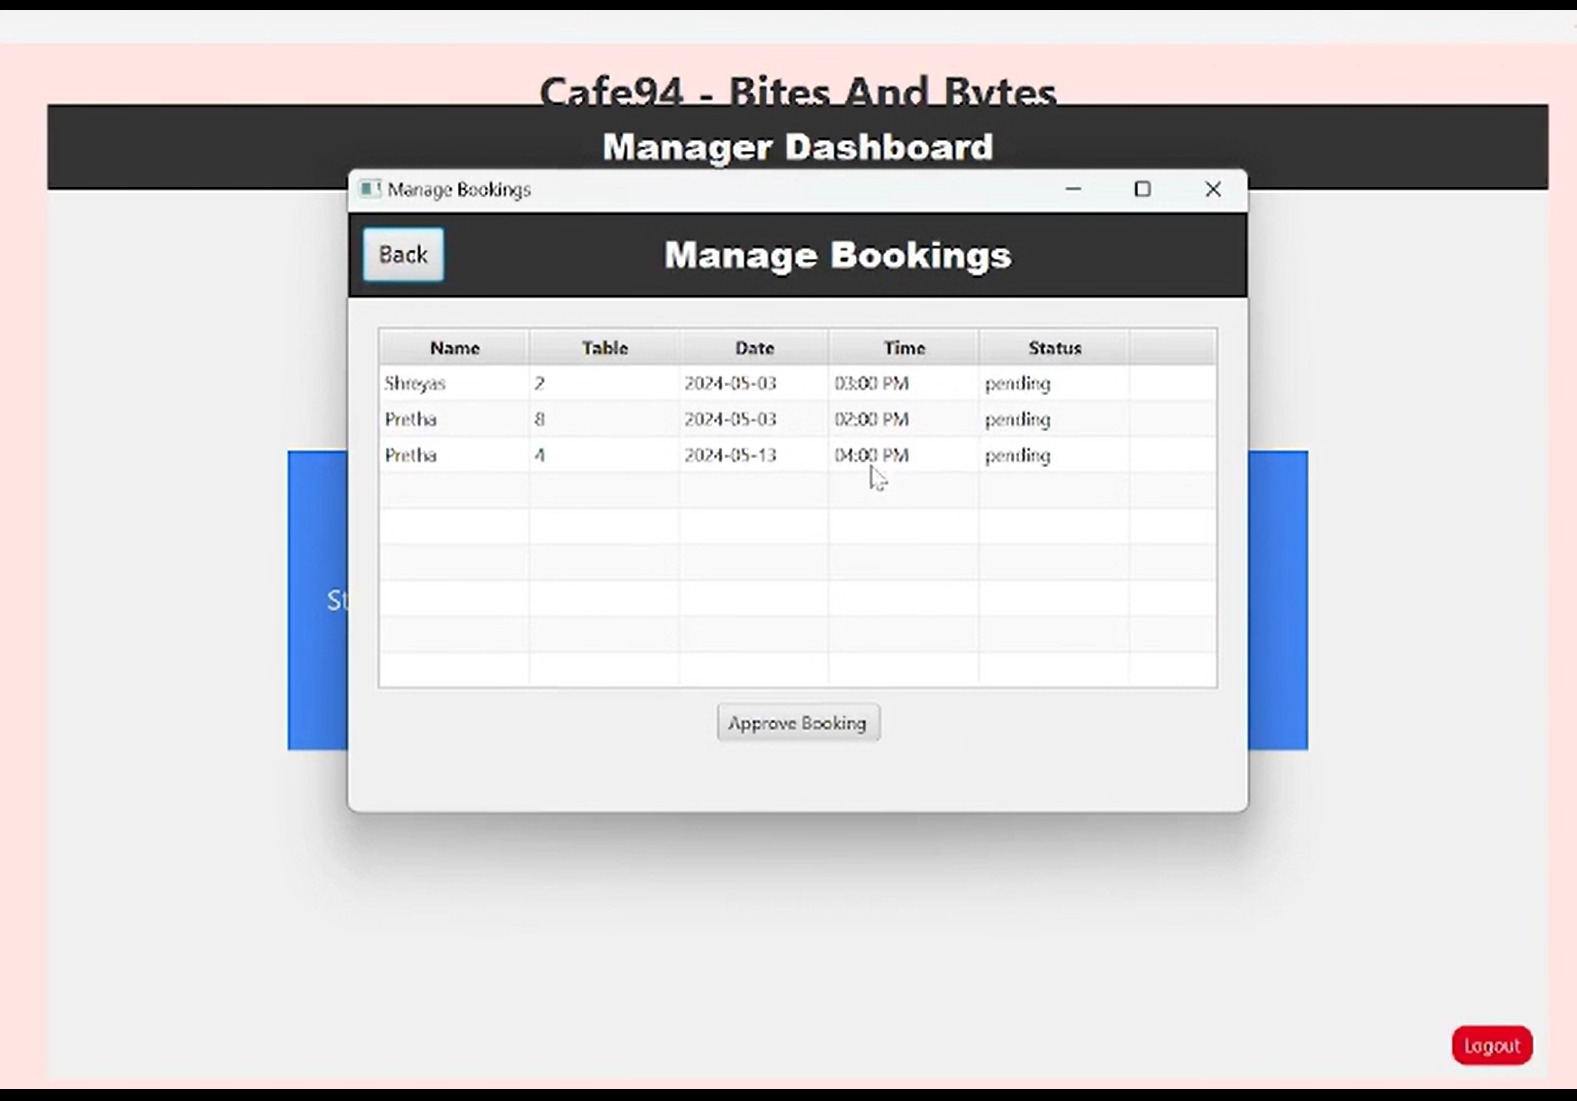 Cafe94 - Bites And Bytes
Manager Dashboard
Manage Bookings
Back
Manage Bookings
Name Table Date Time Status
Shreyas 2 2024-05-03 03:00 PM pending
Pretha 8 2024-05-03 02:00 PM pending
Pretha 4 2024-05-13 04:00 PM pending
St
Approve Booking
Logout